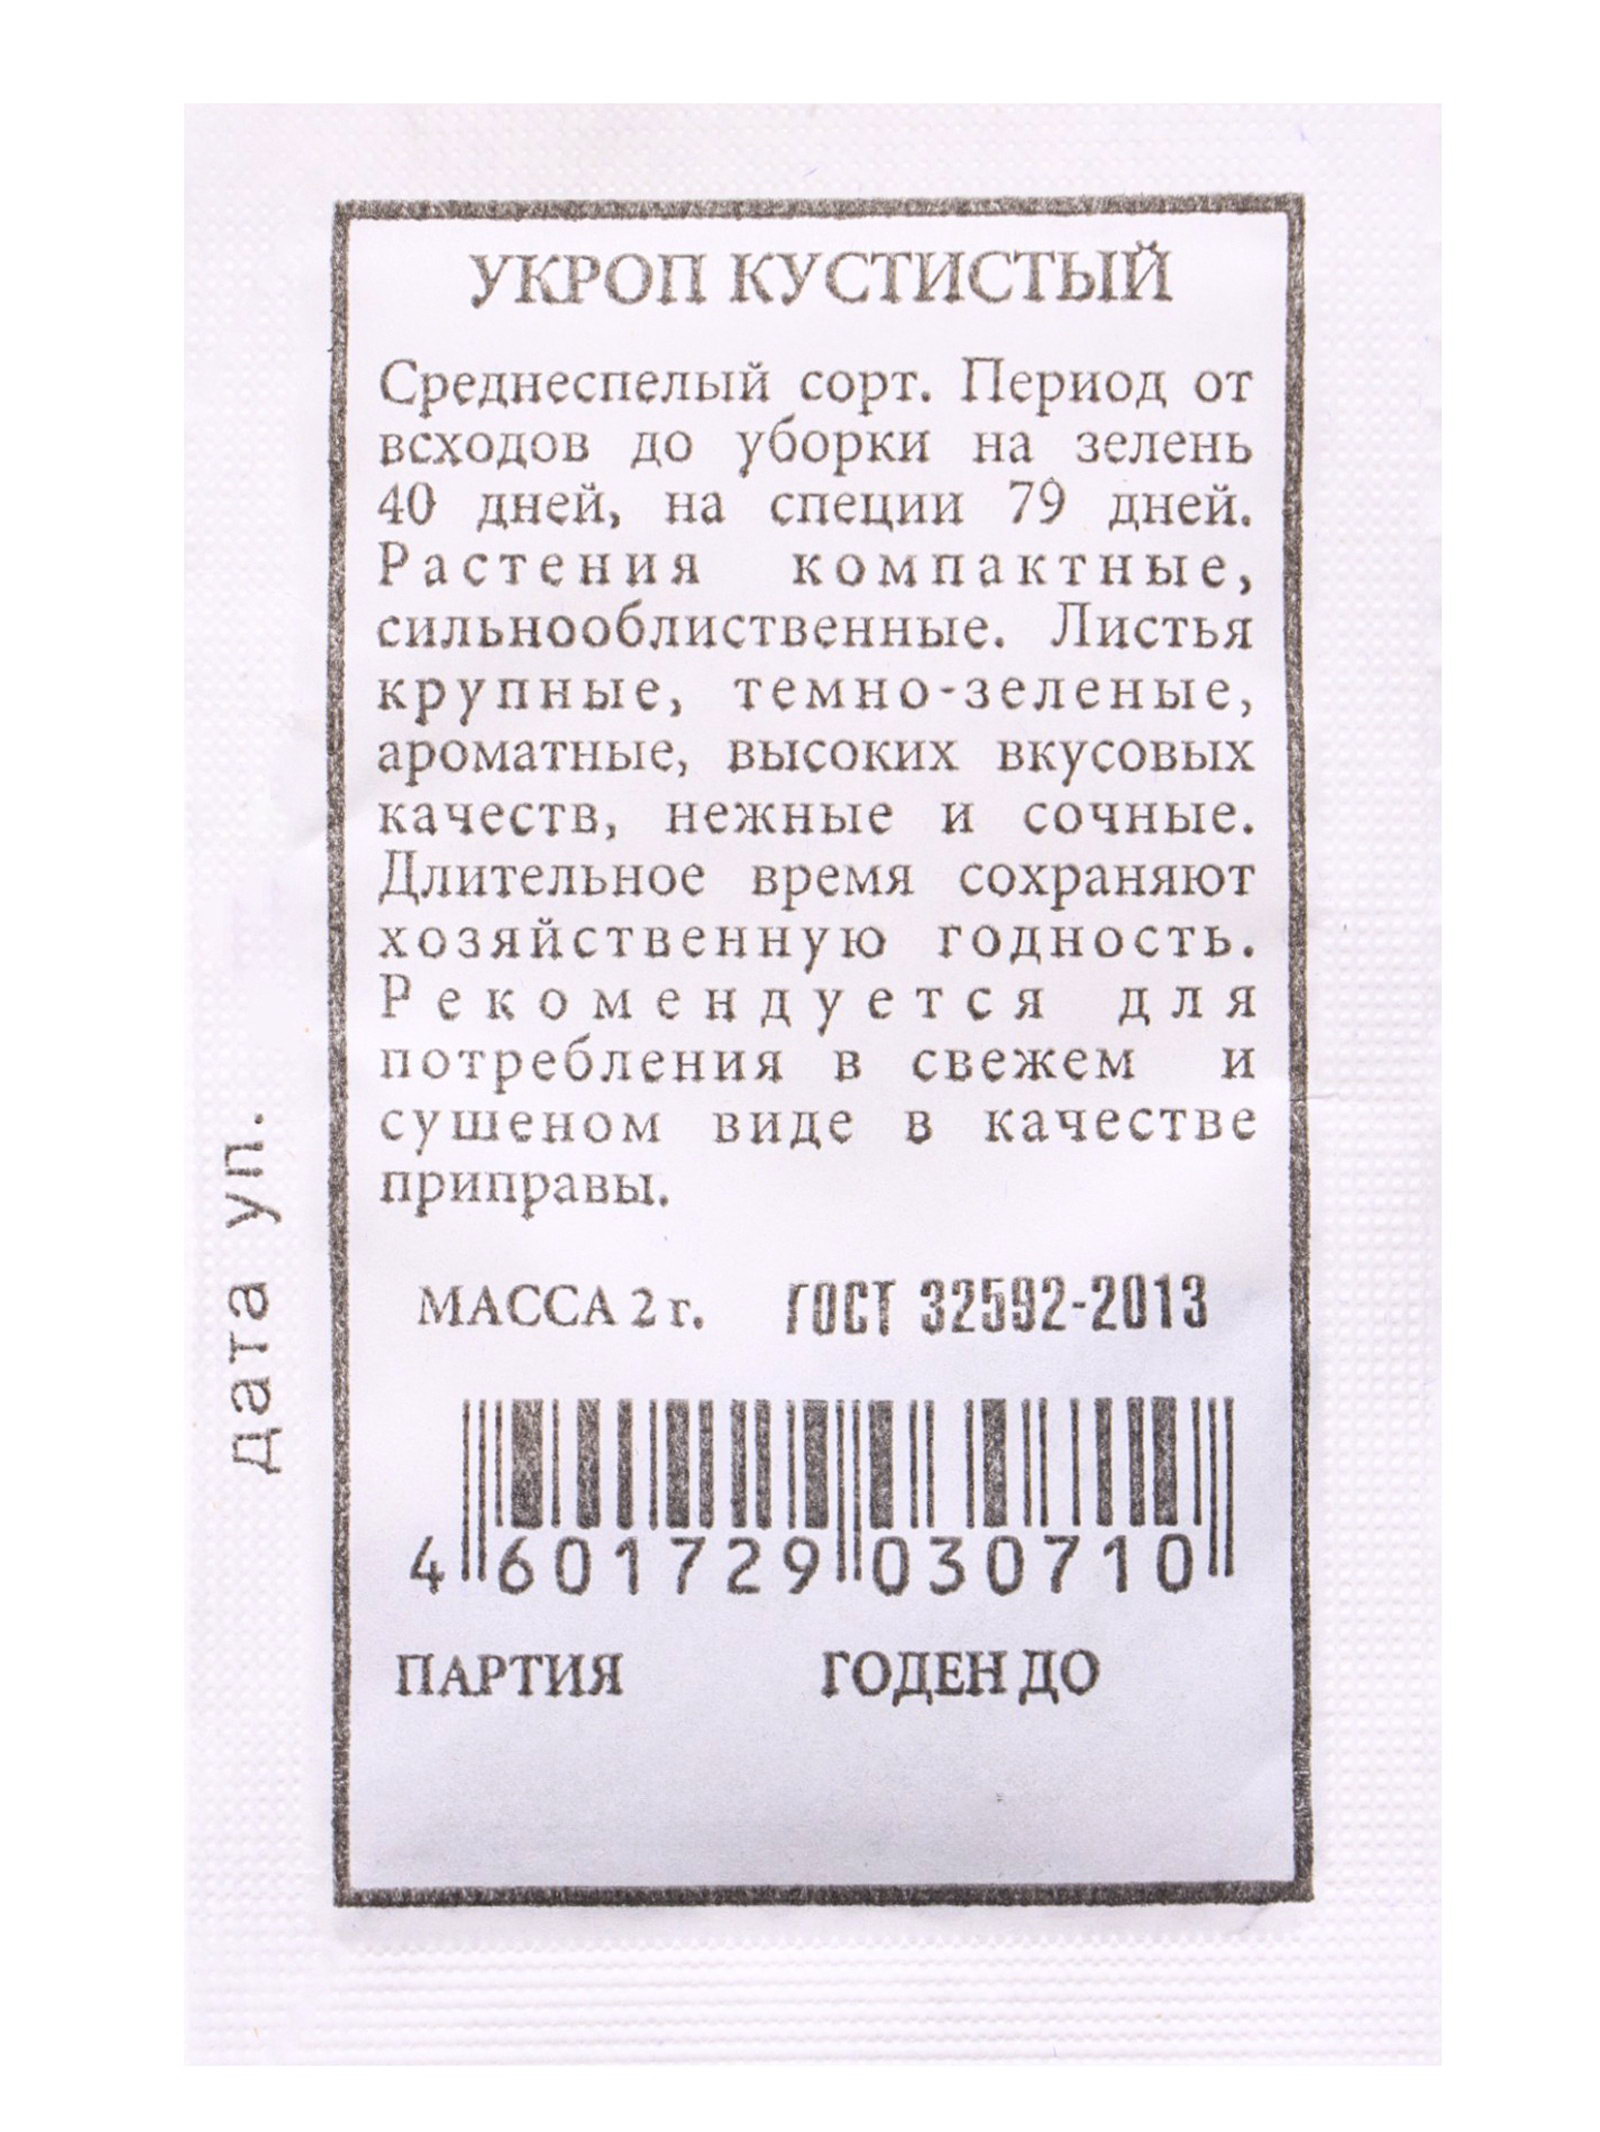 УКРОП КУСТИСТЫЙ
Среднеспелый сорт. Период от
всходов до уборки на зелень
40 дней, на специи 79 дней.
Растения компактные,
сильнооблиственные. Листья
крупные, темно-зеленые,
ароматные, высоких вкусовых
качеств, нежные и сочные.
Длительное время сохраняют
хозяйственную годность.
Рекомендуется для
потребления в свежем и
сушеном виде в качестве
приправы.
МАССА 2 г. ГОСТ 32592-2013
4 601729 030710
ПАРТИЯ ГОДЕН ДО
дата уп.